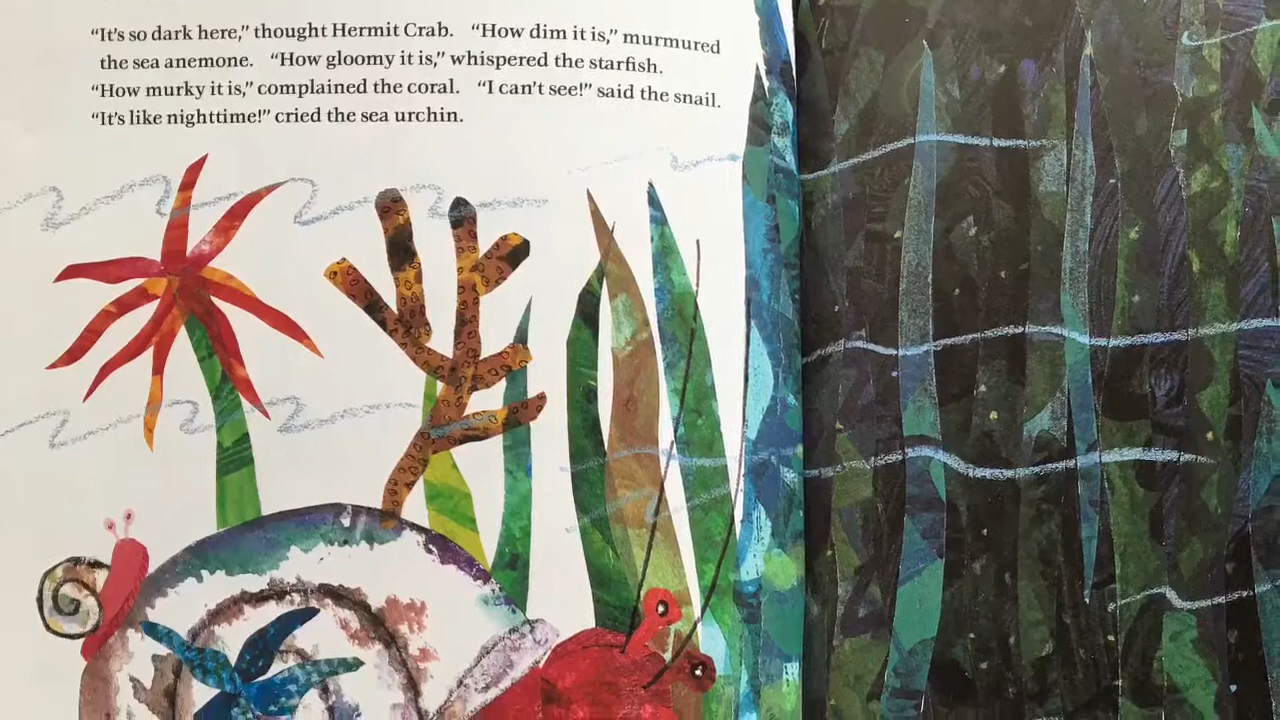 “It’s so dark here,” thought Hermit Crab. “How dim it is,” murmured
the sea anemone. “How gloomy it is,” whispered the starfish.
“How murky it is,” complained the coral. “I can’t see!” said the snail.
“It’s like nighttime!” cried the sea urchin.